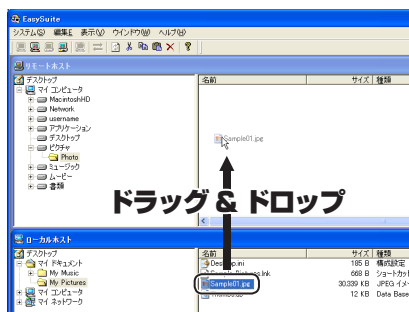 EasySuite
システム(S) 編集E 表示(V) ウインドウ(W) ヘルプ(H)
リモートホスト
デスクトップ
マイ コンピュータ
MacintoshHD
Network
username
アプリケーション
デスクトップ
ピクチャ
Photo
ミュージック
ムービー
書類
名前 サイズ 種類
Sample01.jpg
ドラッグ & ドロップ
ローカルホスト
デスクトップ
マイ ドキュメント
My Music
My Pictures
マイ コンピュータ
マイ ネットワーク
名前 サイズ 種類
Desktop.ini 185 B 構成設定
Sample Pictures.lnk 668 B ショートカッ
Sample01.jpg 30,339 KB JPEG イメー
Thumbs.db 12 KB Data Base